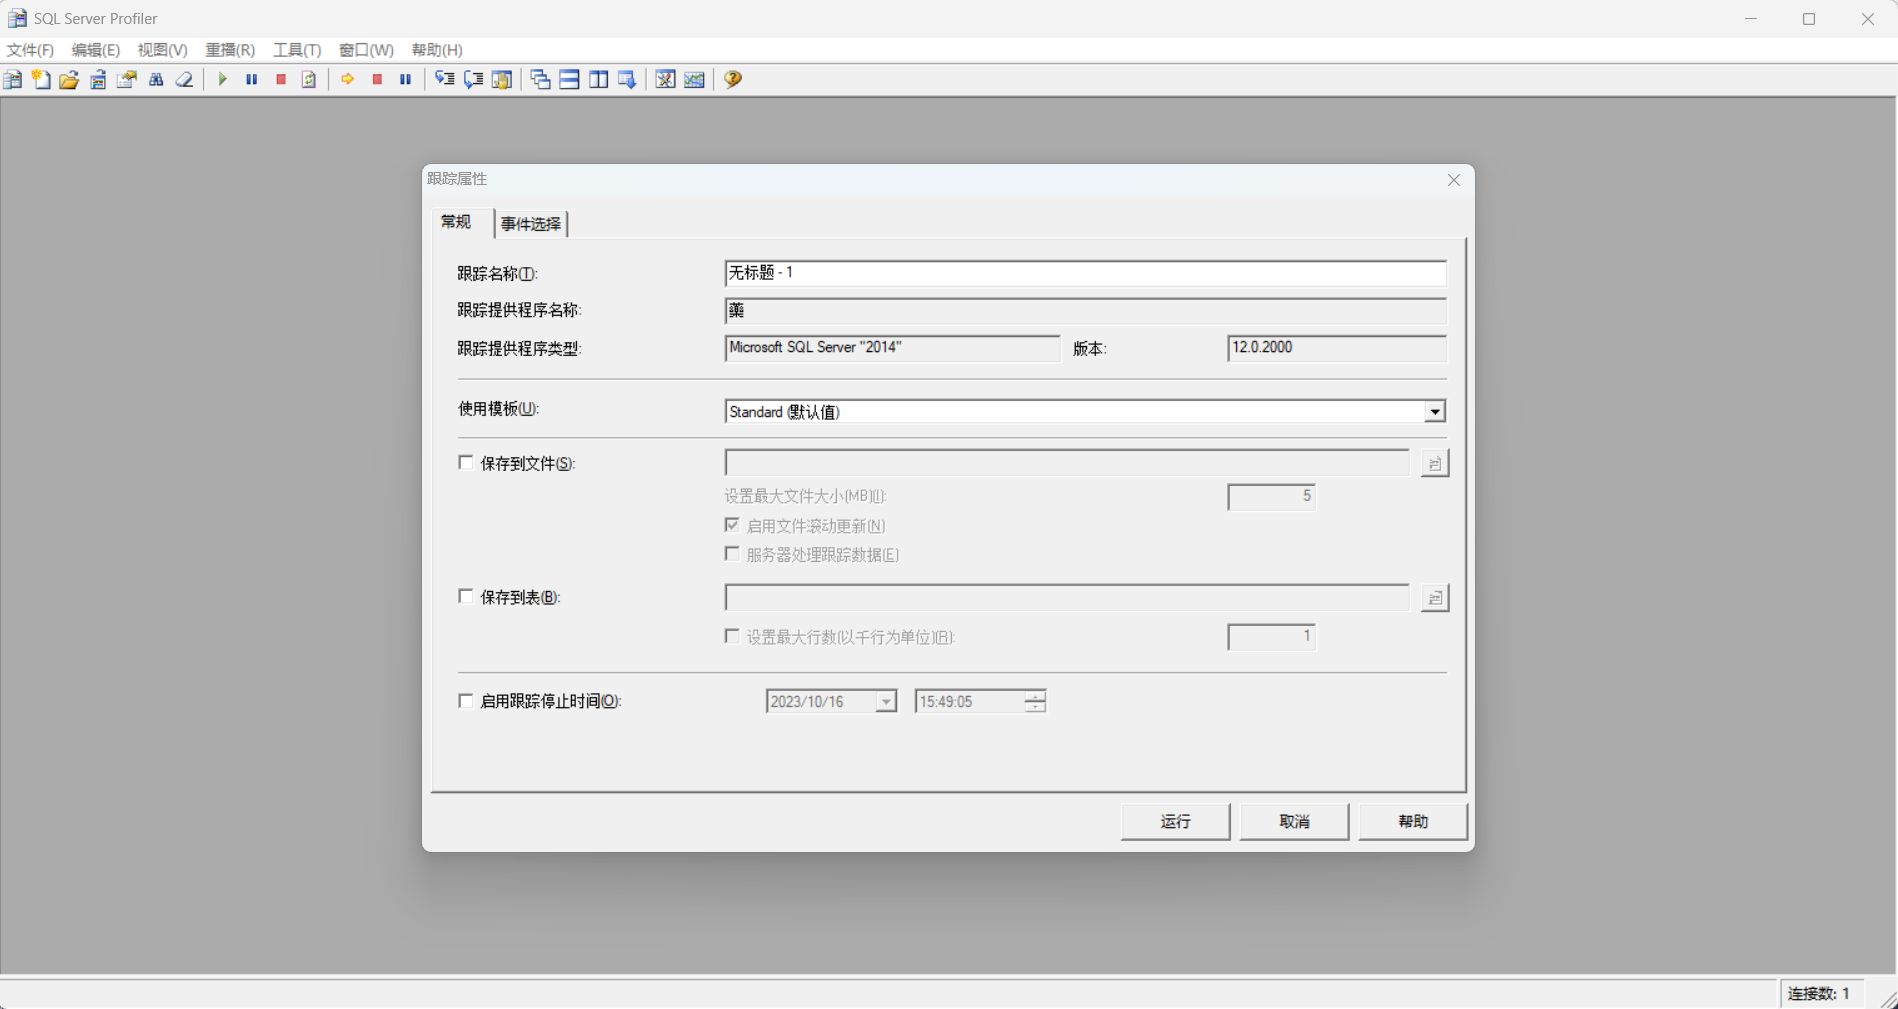 SQL Server Profiler
文件(F) 编辑(E) 视图(V) 重播(R) 工具(T) 窗口(W) 帮助(H)
跟踪属性
常规 事件选择
跟踪名称(T): 无标题 - 1
跟踪提供程序名称: 藥
跟踪提供程序类型: Microsoft SQL Server "2014" 版本: 12.0.2000
使用模板(U): Standard (默认值)
保存到文件(S):
设置最大文件大小(MB)(I): 5
启用文件滚动更新(N)
服务器处理跟踪数据(E)
保存到表(B):
设置最大行数(以千行为单位)(R): 1
启用跟踪停止时间(O): 2023/10/16 15:49:05
运行 取消 帮助
连接数: 1